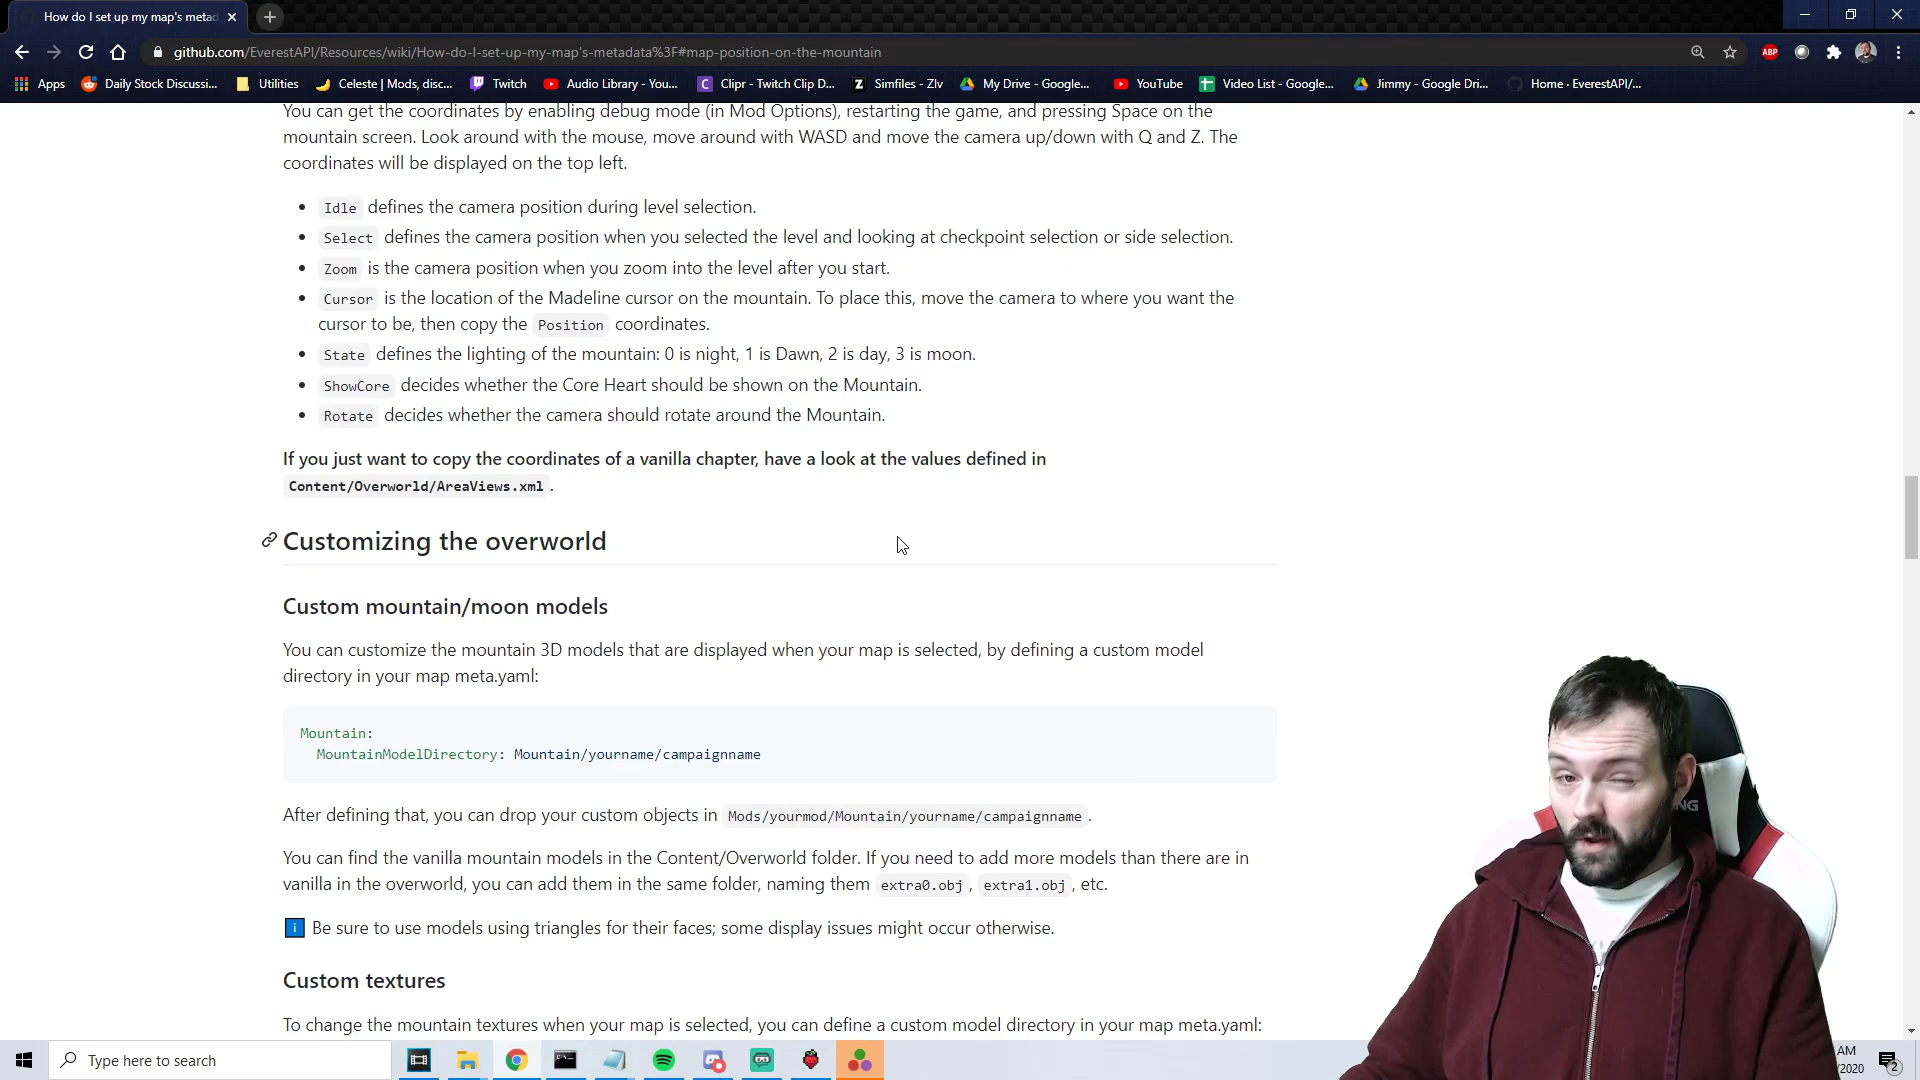 How do I set up my map's metad
github.com/EverestAPI/Resources/wiki/How-do-I-set-up-my-map's-metadata%3F#map-position-on-the-mountain
ABP
Apps
Daily Stock Discussi...
Utilities
Celeste | Mods, disc...
Twitch
Audio Library - You...
Clipr - Twitch Clip D...
Simfiles - ZIv
My Drive - Google...
YouTube
Video List - Google...
Jimmy - Google Dri...
Home · EverestAPI/...
You can get the coordinates by enabling debug mode (in Mod Options), restarting the game, and pressing Space on the
mountain screen. Look around with the mouse, move around with WASD and move the camera up/down with Q and Z. The
coordinates will be displayed on the top left.
• Idle defines the camera position during level selection.
• Select defines the camera position when you selected the level and looking at checkpoint selection or side selection.
• Zoom is the camera position when you zoom into the level after you start.
• Cursor is the location of the Madeline cursor on the mountain. To place this, move the camera to where you want the
cursor to be, then copy the Position coordinates.
• State defines the lighting of the mountain: 0 is night, 1 is Dawn, 2 is day, 3 is moon.
• ShowCore decides whether the Core Heart should be shown on the Mountain.
• Rotate decides whether the camera should rotate around the Mountain.
If you just want to copy the coordinates of a vanilla chapter, have a look at the values defined in
Content/Overworld/AreaViews.xml .
Customizing the overworld
Custom mountain/moon models
You can customize the mountain 3D models that are displayed when your map is selected, by defining a custom model
directory in your map meta.yaml:
Mountain:
MountainModelDirectory: Mountain/yourname/campaignname
After defining that, you can drop your custom objects in Mods/yourmod/Mountain/yourname/campaignname .
You can find the vanilla mountain models in the Content/Overworld folder. If you need to add more models than there are in
vanilla in the overworld, you can add them in the same folder, naming them extra0.obj , extra1.obj , etc.
i Be sure to use models using triangles for their faces; some display issues might occur otherwise.
Custom textures
To change the mountain textures when your map is selected, you can define a custom model directory in your map meta.yaml:
NG
Type here to search
AM
/2020
2